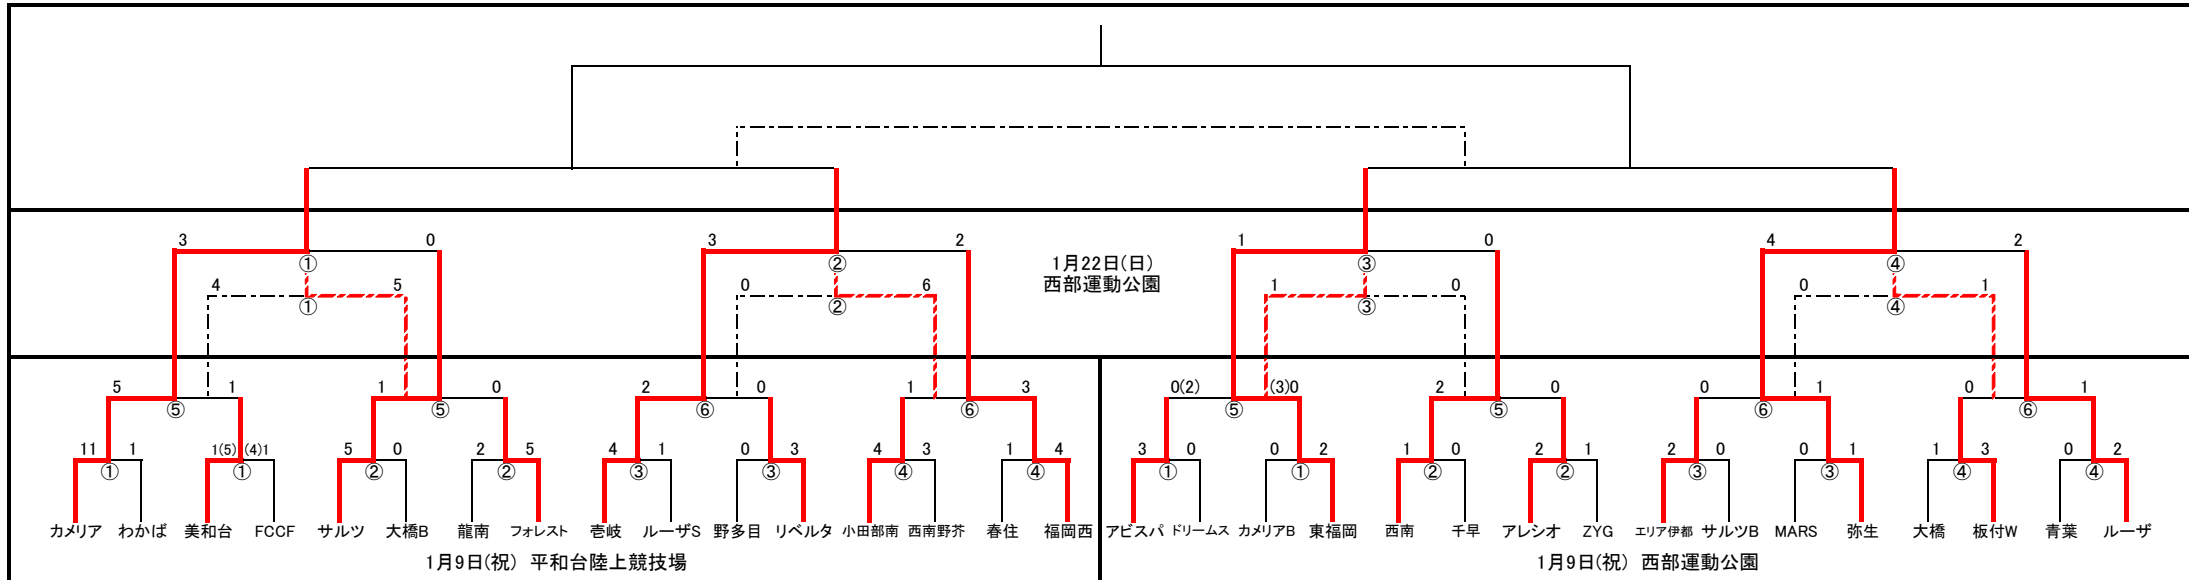 3 0 3 2 1 0 4 2
① ② ③ ④
1月22日(日)
西部運動公園
4 5 0 6 1 0 0 1
① ② ③ ④
5 1 1 0 2 0 1 3 0(2) (3)0 2 0 0 1 0 1
⑤ ⑤ ⑥ ⑥ ⑤ ⑤ ⑥ ⑥
11 1 1(5) (4)1 5 0 2 5 4 1 0 3 4 3 1 4 3 0 0 2 1 0 2 1 2 0 0 1 1 3 0 2
① ① ② ② ③ ③ ④ ④ ① ① ② ② ③ ③ ④ ④
カメリア わかば 美和台 FCCF サルツ 大橋B 龍南 フォレスト 壱岐 ルーザS 野多目 リベルタ 小田部南 西南野芥 春住 福岡西 アビスパ ドリームス カメリアB 東福岡 西南 千早 アレシオ ZYG エリア伊都 サルツB MARS 弥生 大橋 板付W 青葉 ルーザ
1月9日(祝) 平和台陸上競技場 1月9日(祝) 西部運動公園